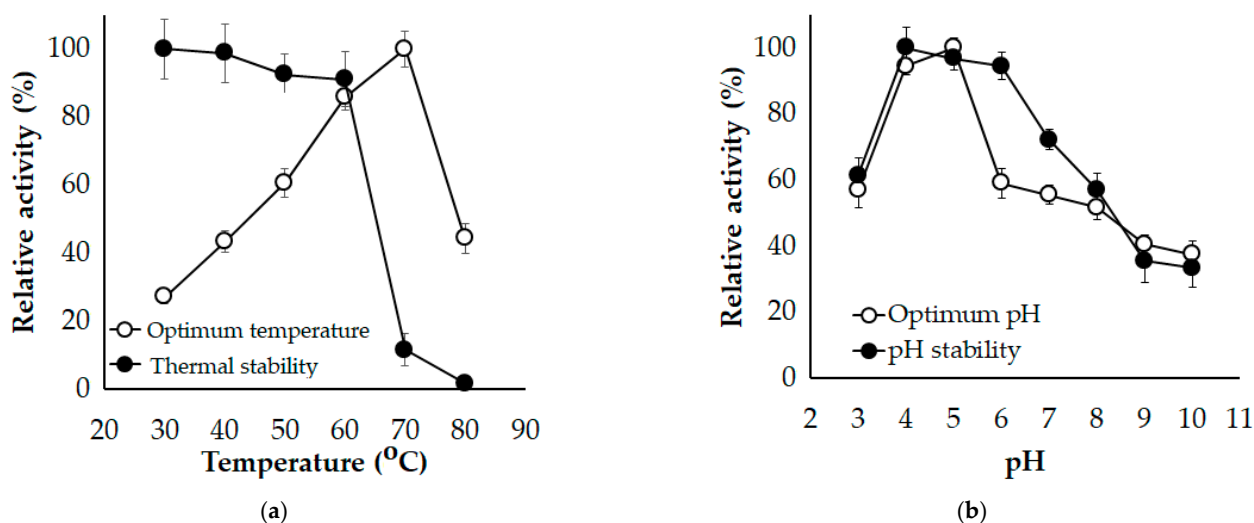 Relative activity (%)
100
80
60
40
20
0
Optimum temperature
Thermal stability
20 30 40 50 60 70 80 90
Temperature (⁰C)
(a)
Relative activity (%)
100
80
60
40
20
0
Optimum pH
pH stability
2 3 4 5 6 7 8 9 10 11
pH
(b)